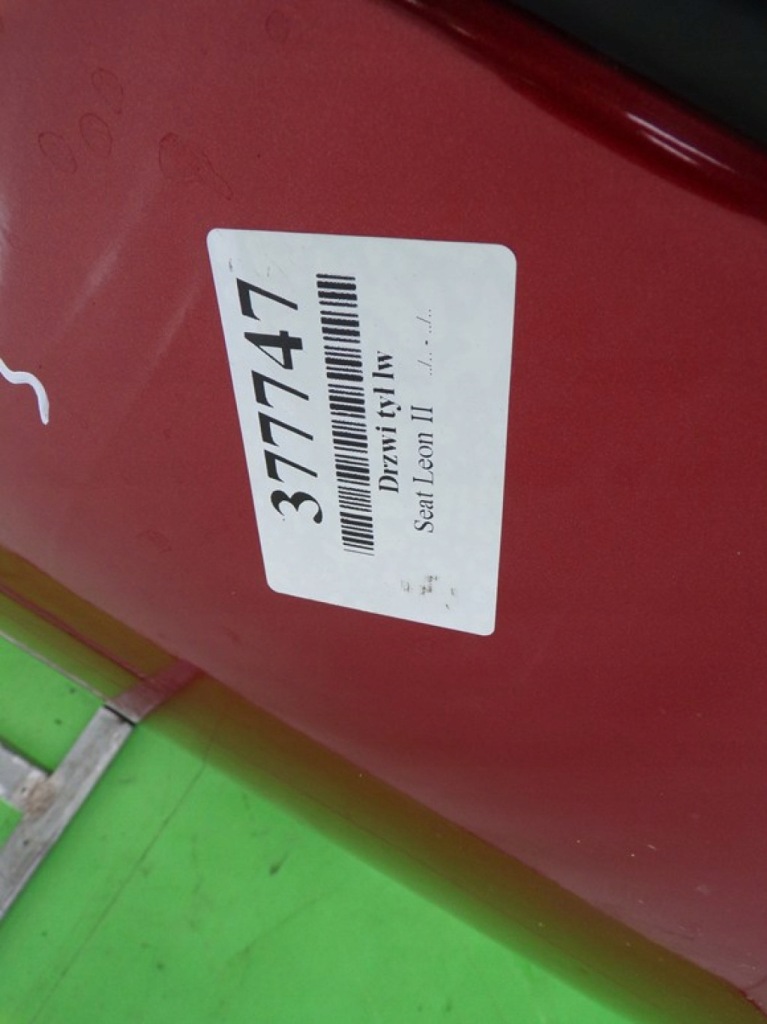 377747
Drzwi tył lw
Seat Leon II ../.. - ../..